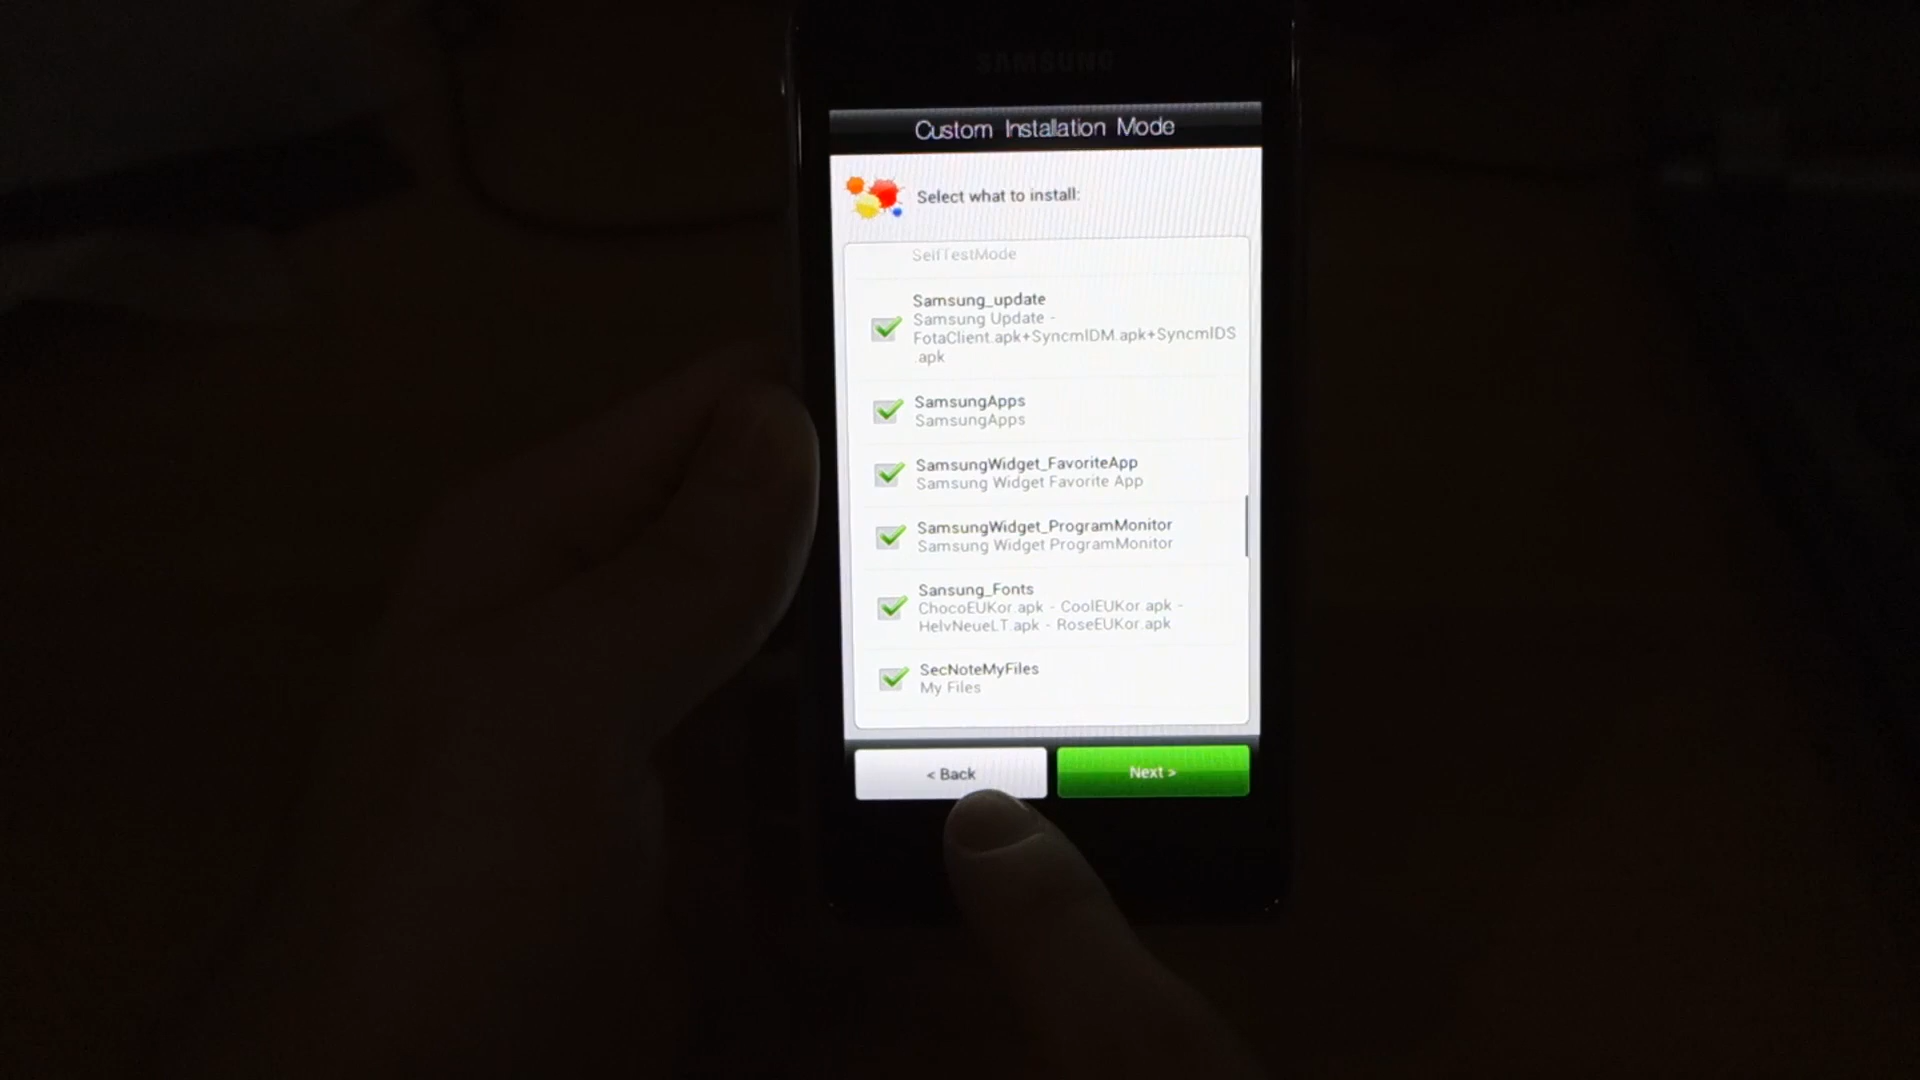 SAMSUNG
Custom Installation Mode
Select what to install:
SelfTestMode
Samsung_update
Samsung Update -
FotaClient.apk+SyncmlDM.apk+SyncmlDS
.apk
SamsungApps
SamsungApps
SamsungWidget_FavoriteApp
Samsung Widget Favorite App
SamsungWidget_ProgramMonitor
Samsung Widget ProgramMonitor
Sansung_Fonts
ChocoEUKor.apk - CoolEUKor.apk -
HelvNeueLT.apk - RoseEUKor.apk
SecNoteMyFiles
My Files
< Back
Next >